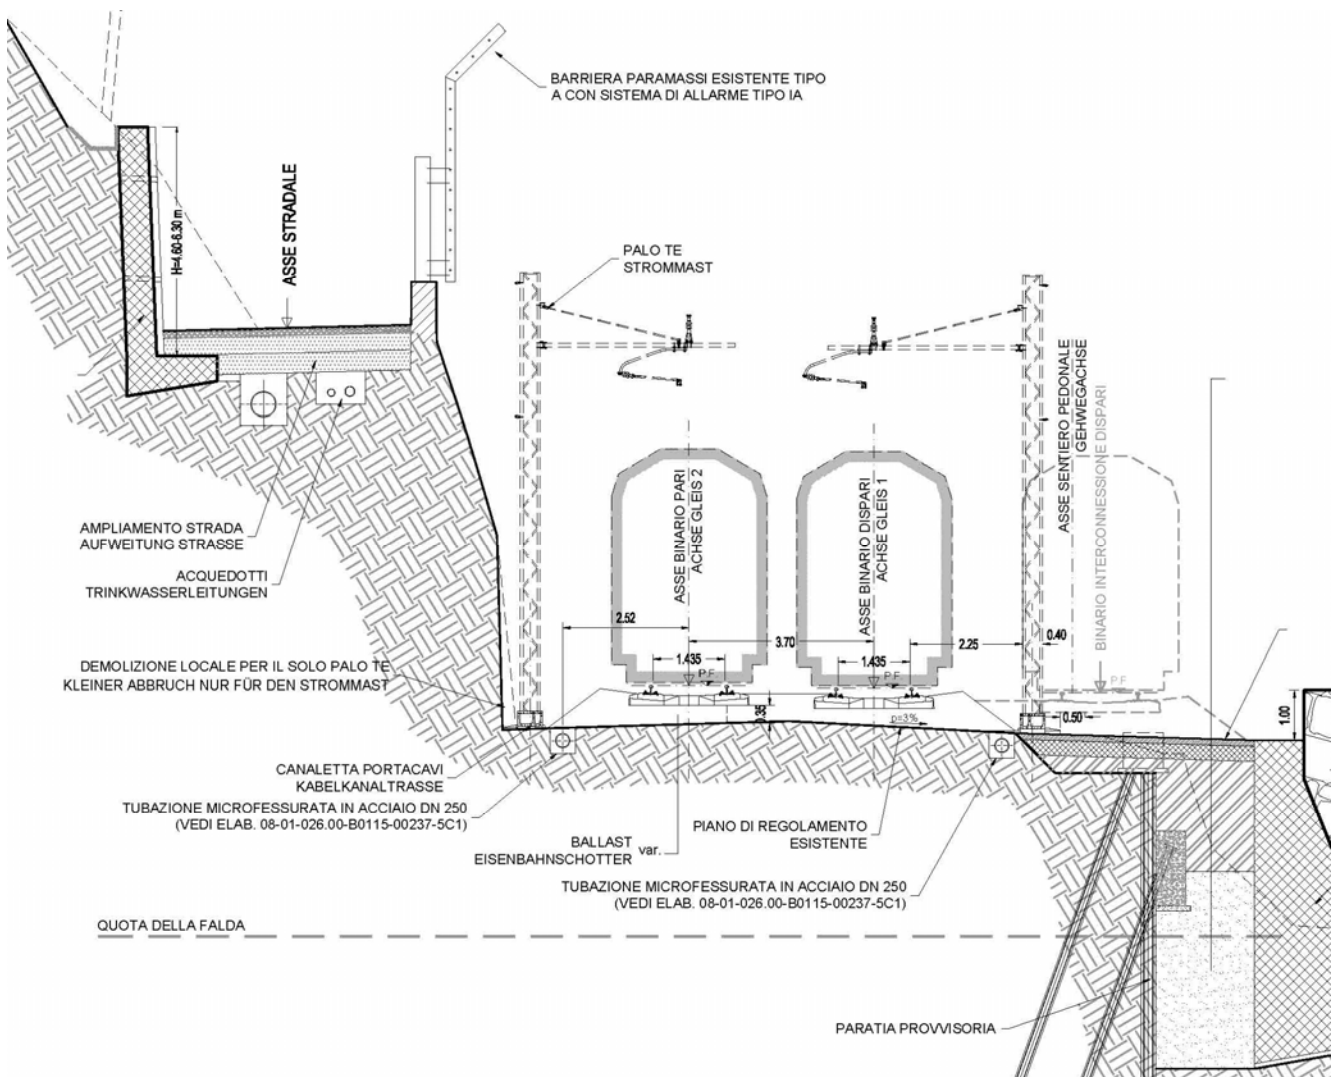 BARRIERA PARAMASSI ESISTENTE TIPO
A CON SISTEMA DI ALLARME TIPO IA
H=4.60-6.30 m
ASSE STRADALE
PALO TE
STROMMAST
ASSE SENTIERO PEDONALE
GEHWEGACHSE
BINARIO INTERCONNESSIONE DISPARI
ASSE BINARIO PARI
ACHSE GLEIS 2
ASSE BINARIO DISPARI
ACHSE GLEIS 1
AMPLIAMENTO STRADA
AUFWEITUNG STRASSE
ACQUEDOTTI
TRINKWASSERLEITUNGEN
2.52
3.70
2.25
0.40
1.435
1.435
DEMOLIZIONE LOCALE PER IL SOLO PALO TE
KLEINER ABBRUCH NUR FÜR DEN STROMMAST
P.F.
P.F.
P.F.
0.35
p=3%
0.50
1.00
CANALETTA PORTACAVI
KABELKANALTRASSE
TUBAZIONE MICROFESSURATA IN ACCIAIO DN 250
(VEDI ELAB. 08-01-026.00-B0115-00237-5C1)
BALLAST
EISENBAHNSCHOTTER
var.
PIANO DI REGOLAMENTO
ESISTENTE
TUBAZIONE MICROFESSURATA IN ACCIAIO DN 250
(VEDI ELAB. 08-01-026.00-B0115-00237-5C1)
QUOTA DELLA FALDA
PARATIA PROVVISORIA